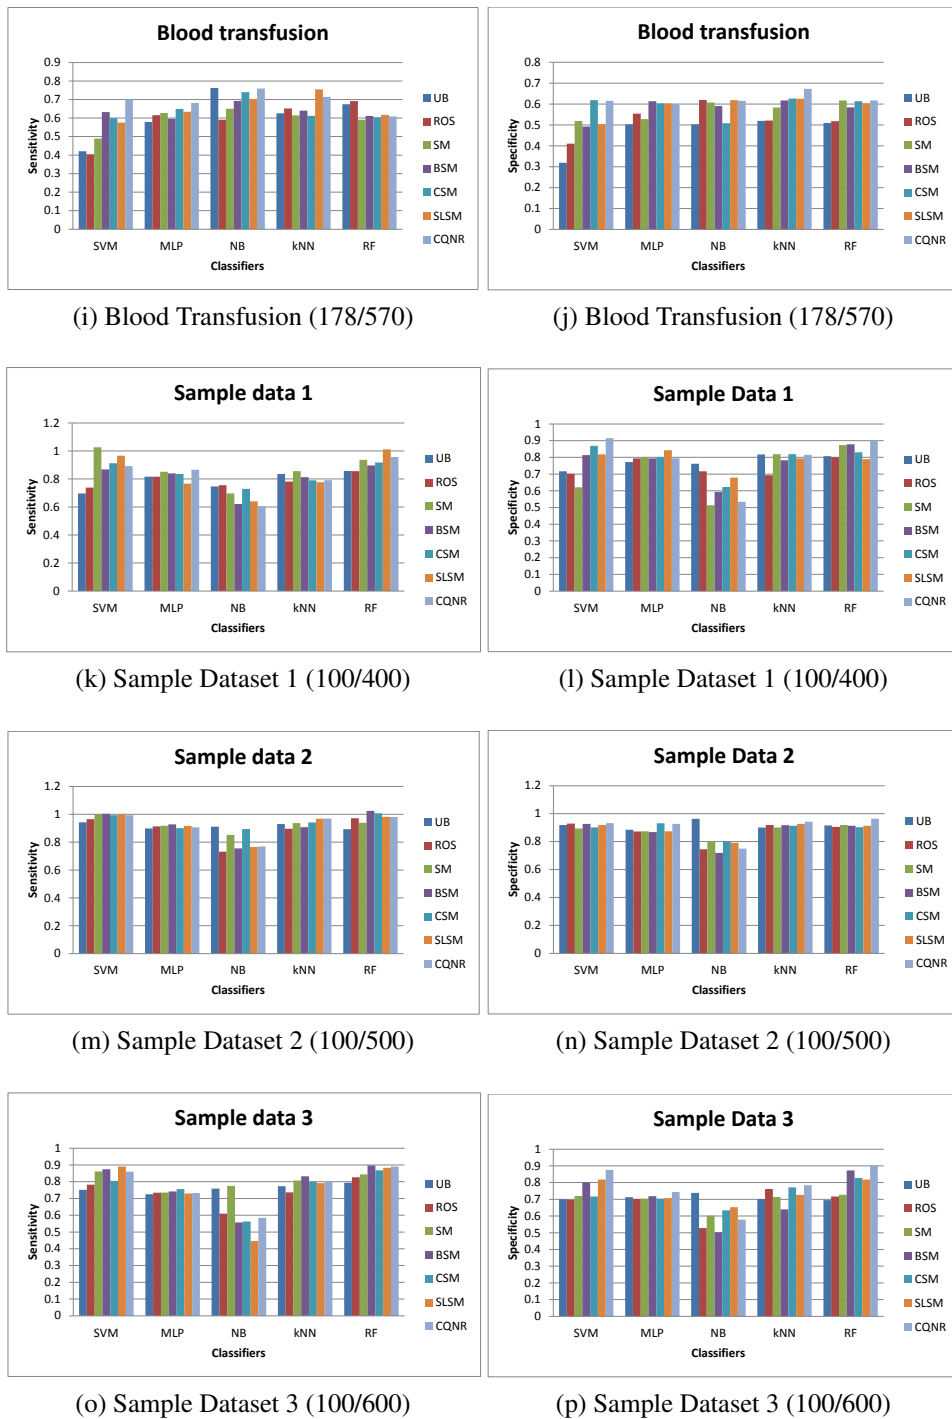 Blood transfusion
0.9
0.8
0.7
0.6
0.5
0.4
0.3
0.2
0.1
0
Sensitivity
SVM MLP NB kNN RF
Classifiers
UB
ROS
SM
BSM
CSM
SLSM
CQNR
(i) Blood Transfusion (178/570)
Blood transfusion
0.8
0.7
0.6
0.5
0.4
0.3
0.2
0.1
0
Specificity
SVM MLP NB kNN RF
Classifiers
UB
ROS
SM
BSM
CSM
SLSM
CQNR
(j) Blood Transfusion (178/570)
Sample data 1
1.2
1
0.8
0.6
0.4
0.2
0
Sensitivity
SVM MLP NB kNN RF
Classifiers
UB
ROS
SM
BSM
CSM
SLSM
CQNR
(k) Sample Dataset 1 (100/400)
Sample Data 1
1
0.9
0.8
0.7
0.6
0.5
0.4
0.3
0.2
0.1
0
Specificity
SVM MLP NB kNN RF
Classifiers
UB
ROS
SM
BSM
CSM
SLSM
CQNR
(l) Sample Dataset 1 (100/400)
Sample data 2
1.2
1
0.8
0.6
0.4
0.2
0
Sensitivity
SVM MLP NB kNN RF
Classifiers
UB
ROS
SM
BSM
CSM
SLSM
CQNR
(m) Sample Dataset 2 (100/500)
Sample Data 2
1.2
1
0.8
0.6
0.4
0.2
0
Specificity
SVM MLP NB kNN RF
Classifiers
UB
ROS
SM
BSM
CSM
SLSM
CQNR
(n) Sample Dataset 2 (100/500)
Sample data 3
1
0.9
0.8
0.7
0.6
0.5
0.4
0.3
0.2
0.1
0
Sensitivity
SVM MLP NB kNN RF
Classifiers
UB
ROS
SM
BSM
CSM
SLSM
CQNR
(o) Sample Dataset 3 (100/600)
Sample Data 3
1
0.9
0.8
0.7
0.6
0.5
0.4
0.3
0.2
0.1
0
Specificity
SVM MLP NB kNN RF
Classifiers
UB
ROS
SM
BSM
CSM
SLSM
CQNR
(p) Sample Dataset 3 (100/600)